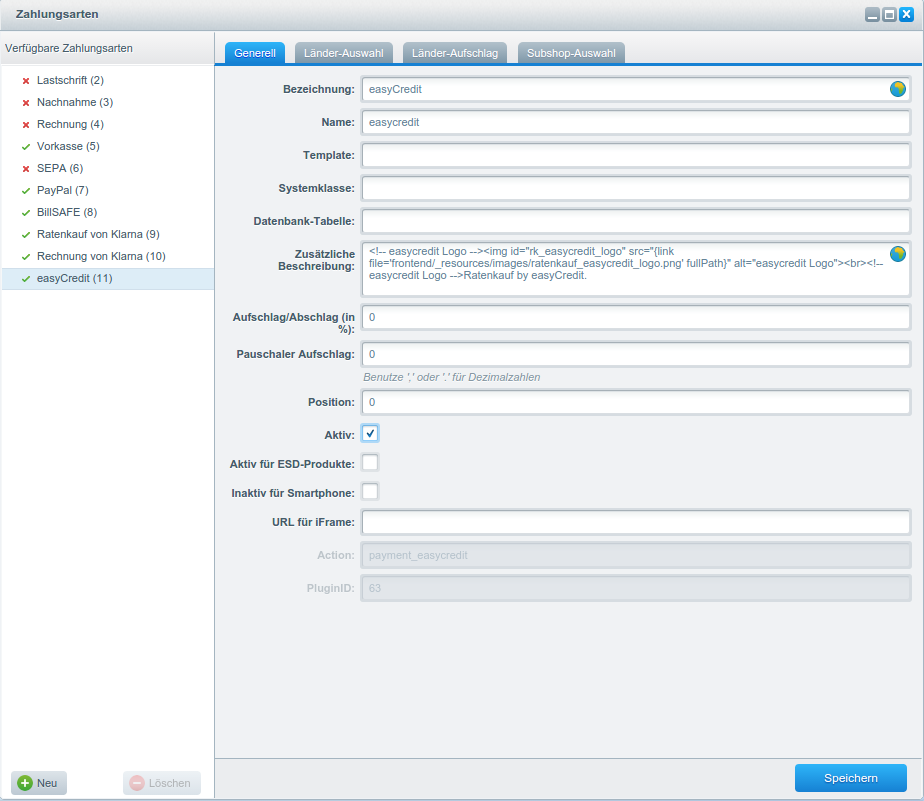 Zahlungsarten
Verfügbare Zahlungsarten
Lastschrift (2)
Nachnahme (3)
Rechnung (4)
Vorkasse (5)
SEPA (6)
PayPal (7)
BillSAFE (8)
Ratenkauf von Klarna (9)
Rechnung von Klarna (10)
easyCredit (11)
Neu
Löschen
Generell
Länder-Auswahl
Länder-Aufschlag
Subshop-Auswahl
Bezeichnung: easyCredit
Name: easycredit
Template:
Systemklasse:
Datenbank-Tabelle:
Zusätzliche
Beschreibung:
<!-- easycredit Logo --><img id="rk_easycredit_logo" src="{link
file='frontend/_resources/images/ratenkauf_easycredit_logo.png' fullPath}" alt="easycredit Logo"><br><!--
easycredit Logo -->Ratenkauf by easyCredit.
Aufschlag/Abschlag (in
%):
0
Pauschaler Aufschlag: 0
Benutze ',' oder '.' für Dezimalzahlen
Position: 0
Aktiv:
Aktiv für ESD-Produkte:
Inaktiv für Smartphone:
URL für iFrame:
Action: payment_easycredit
PluginID: 63
Speichern